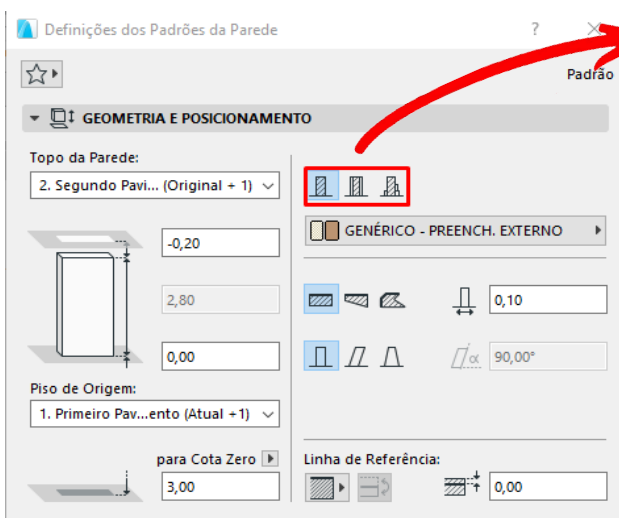 Definições dos Padrões da Parede ?
Padrão
GEOMETRIA E POSICIONAMENTO
Topo da Parede:
2. Segundo Pavi... (Original + 1)
GENÉRICO - PREENCH. EXTERNO
-0,20
2,80
0,10
0,00
α 90,00°
Piso de Origem:
1. Primeiro Pav...ento (Atual +1)
para Cota Zero
Linha de Referência:
3,00
0,00